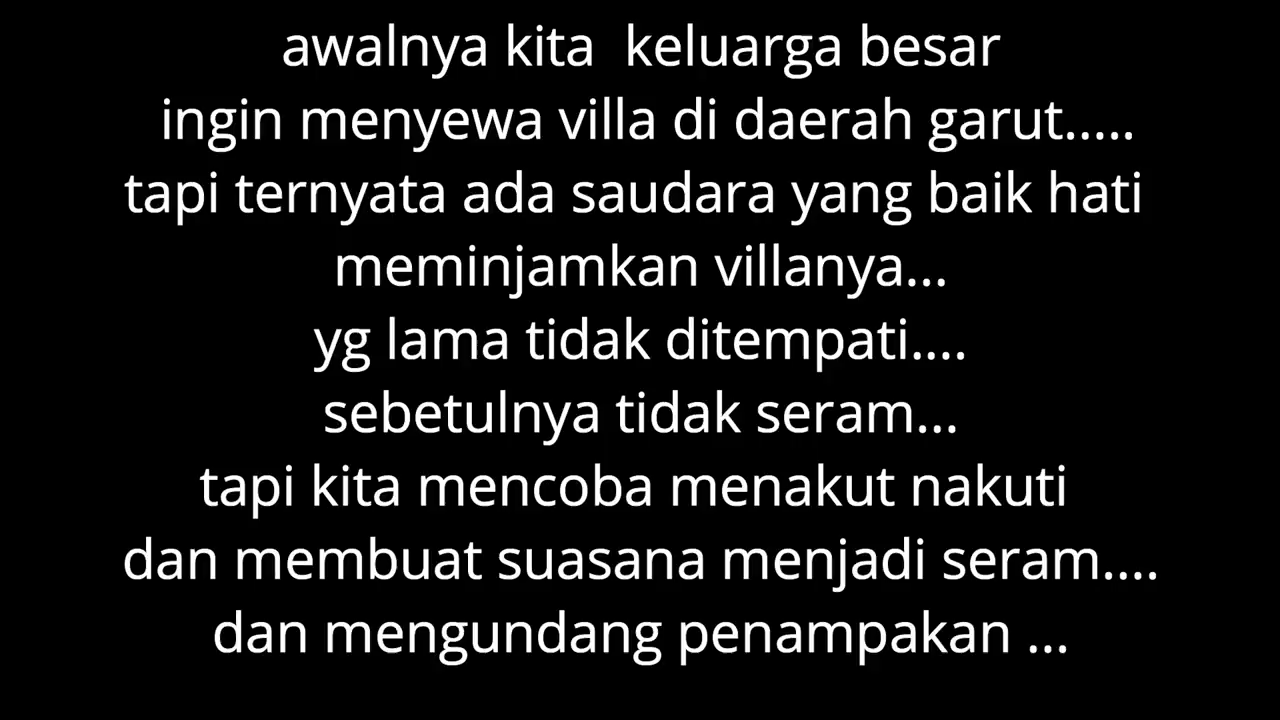 awalnya kita  keluarga besar
ingin menyewa villa di daerah garut.....
tapi ternyata ada saudara yang baik hati
meminjamkan villanya...
yg lama tidak ditempati....
sebetulnya tidak seram...
tapi kita mencoba menakut nakuti
dan membuat suasana menjadi seram....
dan mengundang penampakan ...